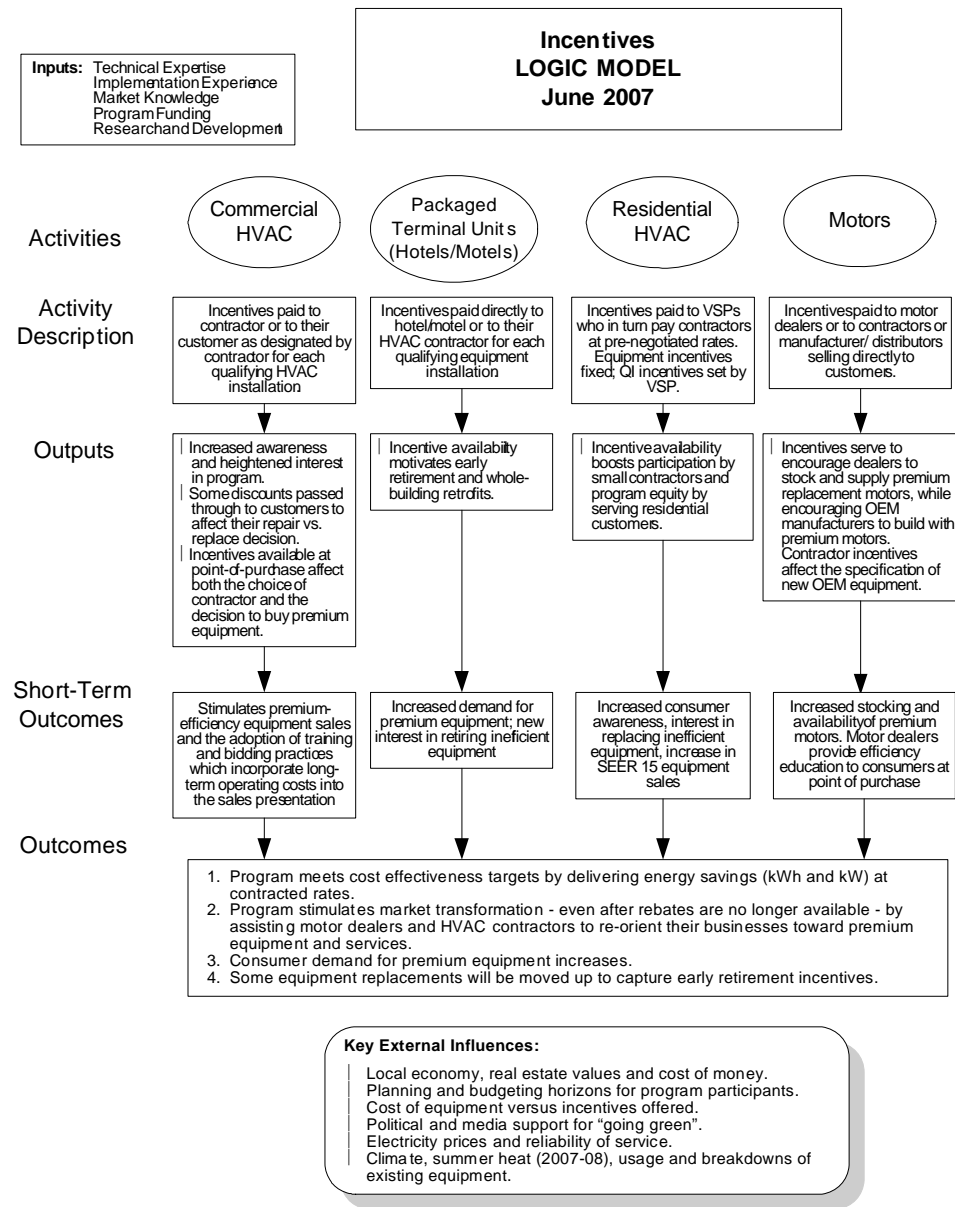 Incentives
LOGIC MODEL
June 2007
Inputs: Technical Expertise
Implementation Experience
Market Knowledge
Program Funding
Research and Development
Activities
Commercial
HVAC
Packaged
Terminal Units
(Hotels/Motels)
Residential
HVAC
Motors
Activity
Description
Incentives paid to
contractor or to their
customer as designated by
contractor for each
qualifying HVAC
installation.
Incentives paid directly to
hotel/motel or to their
HVAC contractor for each
qualifying equipment
installation.
Incentives paid to VSPs
who in turn pay contractors
at pre-negotiated rates.
Equipment incentives
fixed; QI incentives set by
VSP.
Incentives paid to motor
dealers or to contractors or
manufacturer/ distributors
selling directly to
customers.
Outputs
| Increased awareness
and heightened interest
in program.
| Some discounts passed
through to customers to
affect their repair vs.
replace decision.
| Incentives available at
point-of-purchase affect
both the choice of
contractor and the
decision to buy premium
equipment.
| Incentive availability
motivates early
retirement and whole-
building retrofits.
| Incentive availability
boosts participation by
small contractors and
program equity by
serving residential
customers.
| Incentives serve to
encourage dealers to
stock and supply premium
replacement motors, while
encouraging OEM
manufacturers to build with
premium motors.
Contractor incentives
affect the specification of
new OEM equipment.
Short-Term
Outcomes
Stimulates premium-
efficiency equipment sales
and the adoption of training
and bidding practices
which incorporate long-
term operating costs into
the sales presentation
Increased demand for
premium equipment; new
interest in retiring inefficient
equipment
Increased consumer
awareness, interest in
replacing inefficient
equipment, increase in
SEER 15 equipment
sales
Increased stocking and
availability of premium
motors. Motor dealers
provide efficiency
education to consumers at
point of purchase
Outcomes
1. Program meets cost effectiveness targets by delivering energy savings (kWh and kW) at
contracted rates.
2. Program stimulates market transformation - even after rebates are no longer available - by
assisting motor dealers and HVAC contractors to re-orient their businesses toward premium
equipment and services.
3. Consumer demand for premium equipment increases.
4. Some equipment replacements will be moved up to capture early retirement incentives.
Key External Influences:
| Local economy, real estate values and cost of money.
| Planning and budgeting horizons for program participants.
| Cost of equipment versus incentives offered.
| Political and media support for “going green”.
| Electricity prices and reliability of service.
| Climate, summer heat (2007-08), usage and breakdowns of
existing equipment.